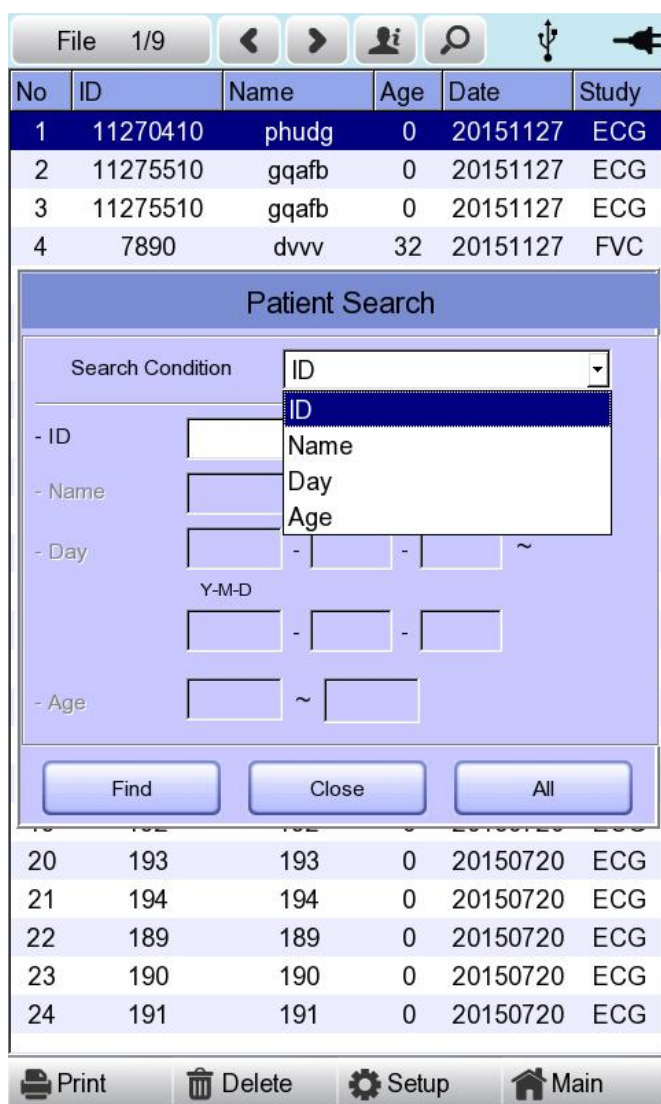 File 1/9
No ID Name Age Date Study
1 11270410 phudg 0 20151127 ECG
2 11275510 gqafb 0 20151127 ECG
3 11275510 gqafb 0 20151127 ECG
4 7890 dvvv 32 20151127 FVC
Patient Search
Search Condition ID
ID
- ID
Name
- Name
Day
Age
- Day - - ~
Y-M-D
- -
- Age ~
Find Close All
20 193 193 0 20150720 ECG
21 194 194 0 20150720 ECG
22 189 189 0 20150720 ECG
23 190 190 0 20150720 ECG
24 191 191 0 20150720 ECG
Print Delete Setup Main